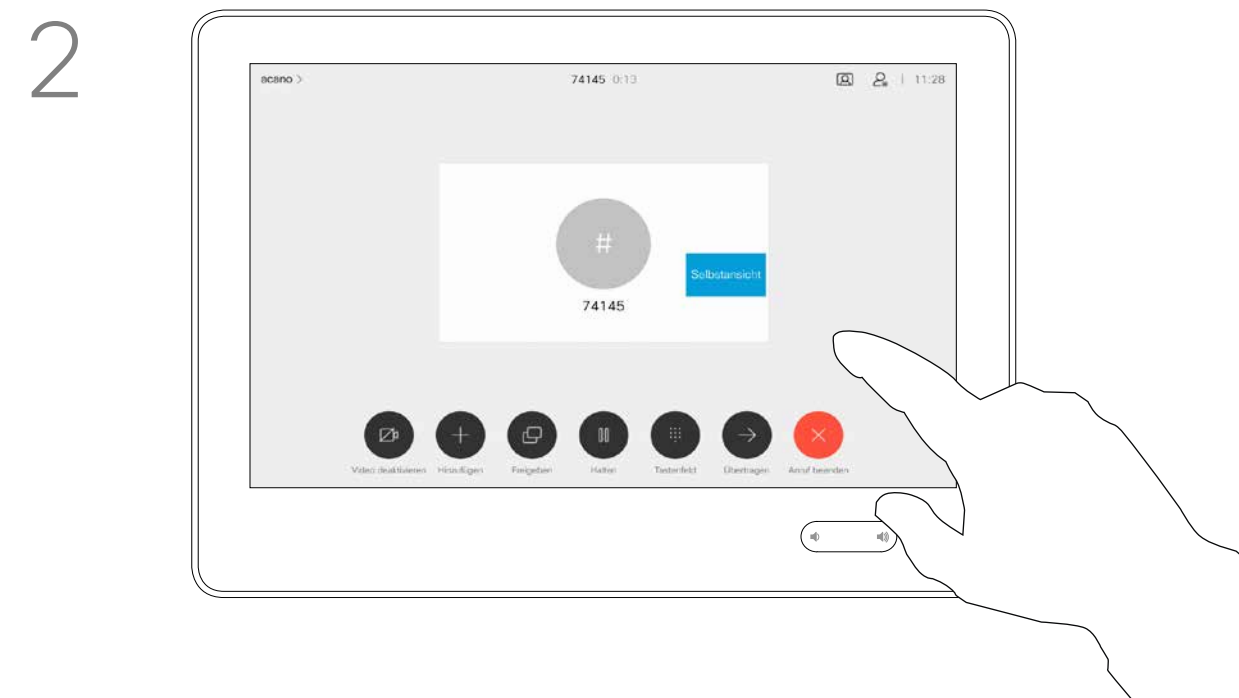 2
acano >
74145 0:13
11:28
#
74145
Selbstansicht
Video deaktivieren Hinzufügen Freigeben Halten Tastenfeld Übertragen Anruf beenden